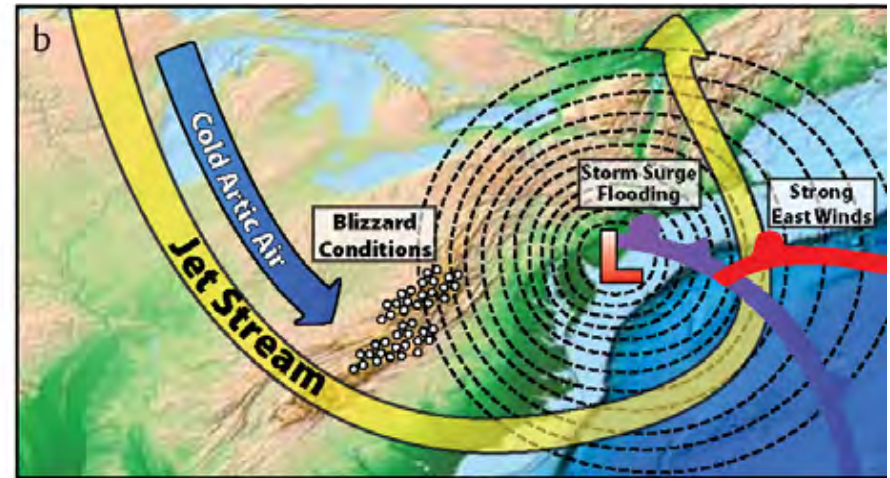 b
Cold Artic Air
Jet Stream
Blizzard
Conditions
Storm Surge
Flooding
L
Strong
East Winds